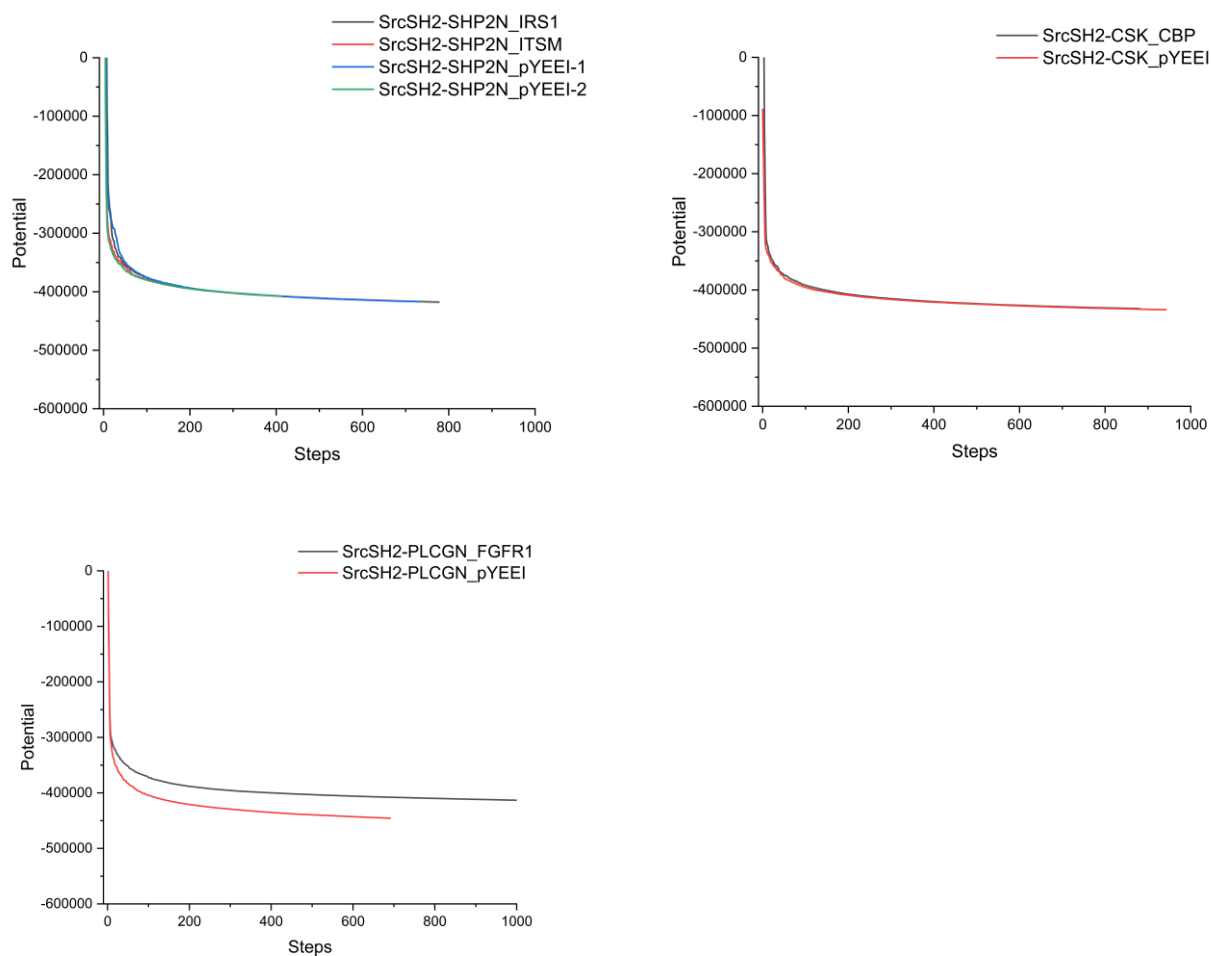 SrcSH2-SHP2N_IRS1
SrcSH2-SHP2N_ITSM
SrcSH2-SHP2N_pYEEI-1
SrcSH2-SHP2N_pYEEI-2
0
-100000
-200000
-300000
-400000
-500000
-600000
Potential
0 200 400 600 800 1000
Steps
SrcSH2-CSK_CBP
SrcSH2-CSK_pYEEI
0
-100000
-200000
-300000
-400000
-500000
-600000
Potential
0 200 400 600 800 1000
Steps
SrcSH2-PLCGN_FGFR1
SrcSH2-PLCGN_pYEEI
0
-100000
-200000
-300000
-400000
-500000
-600000
Potential
0 200 400 600 800 1000
Steps